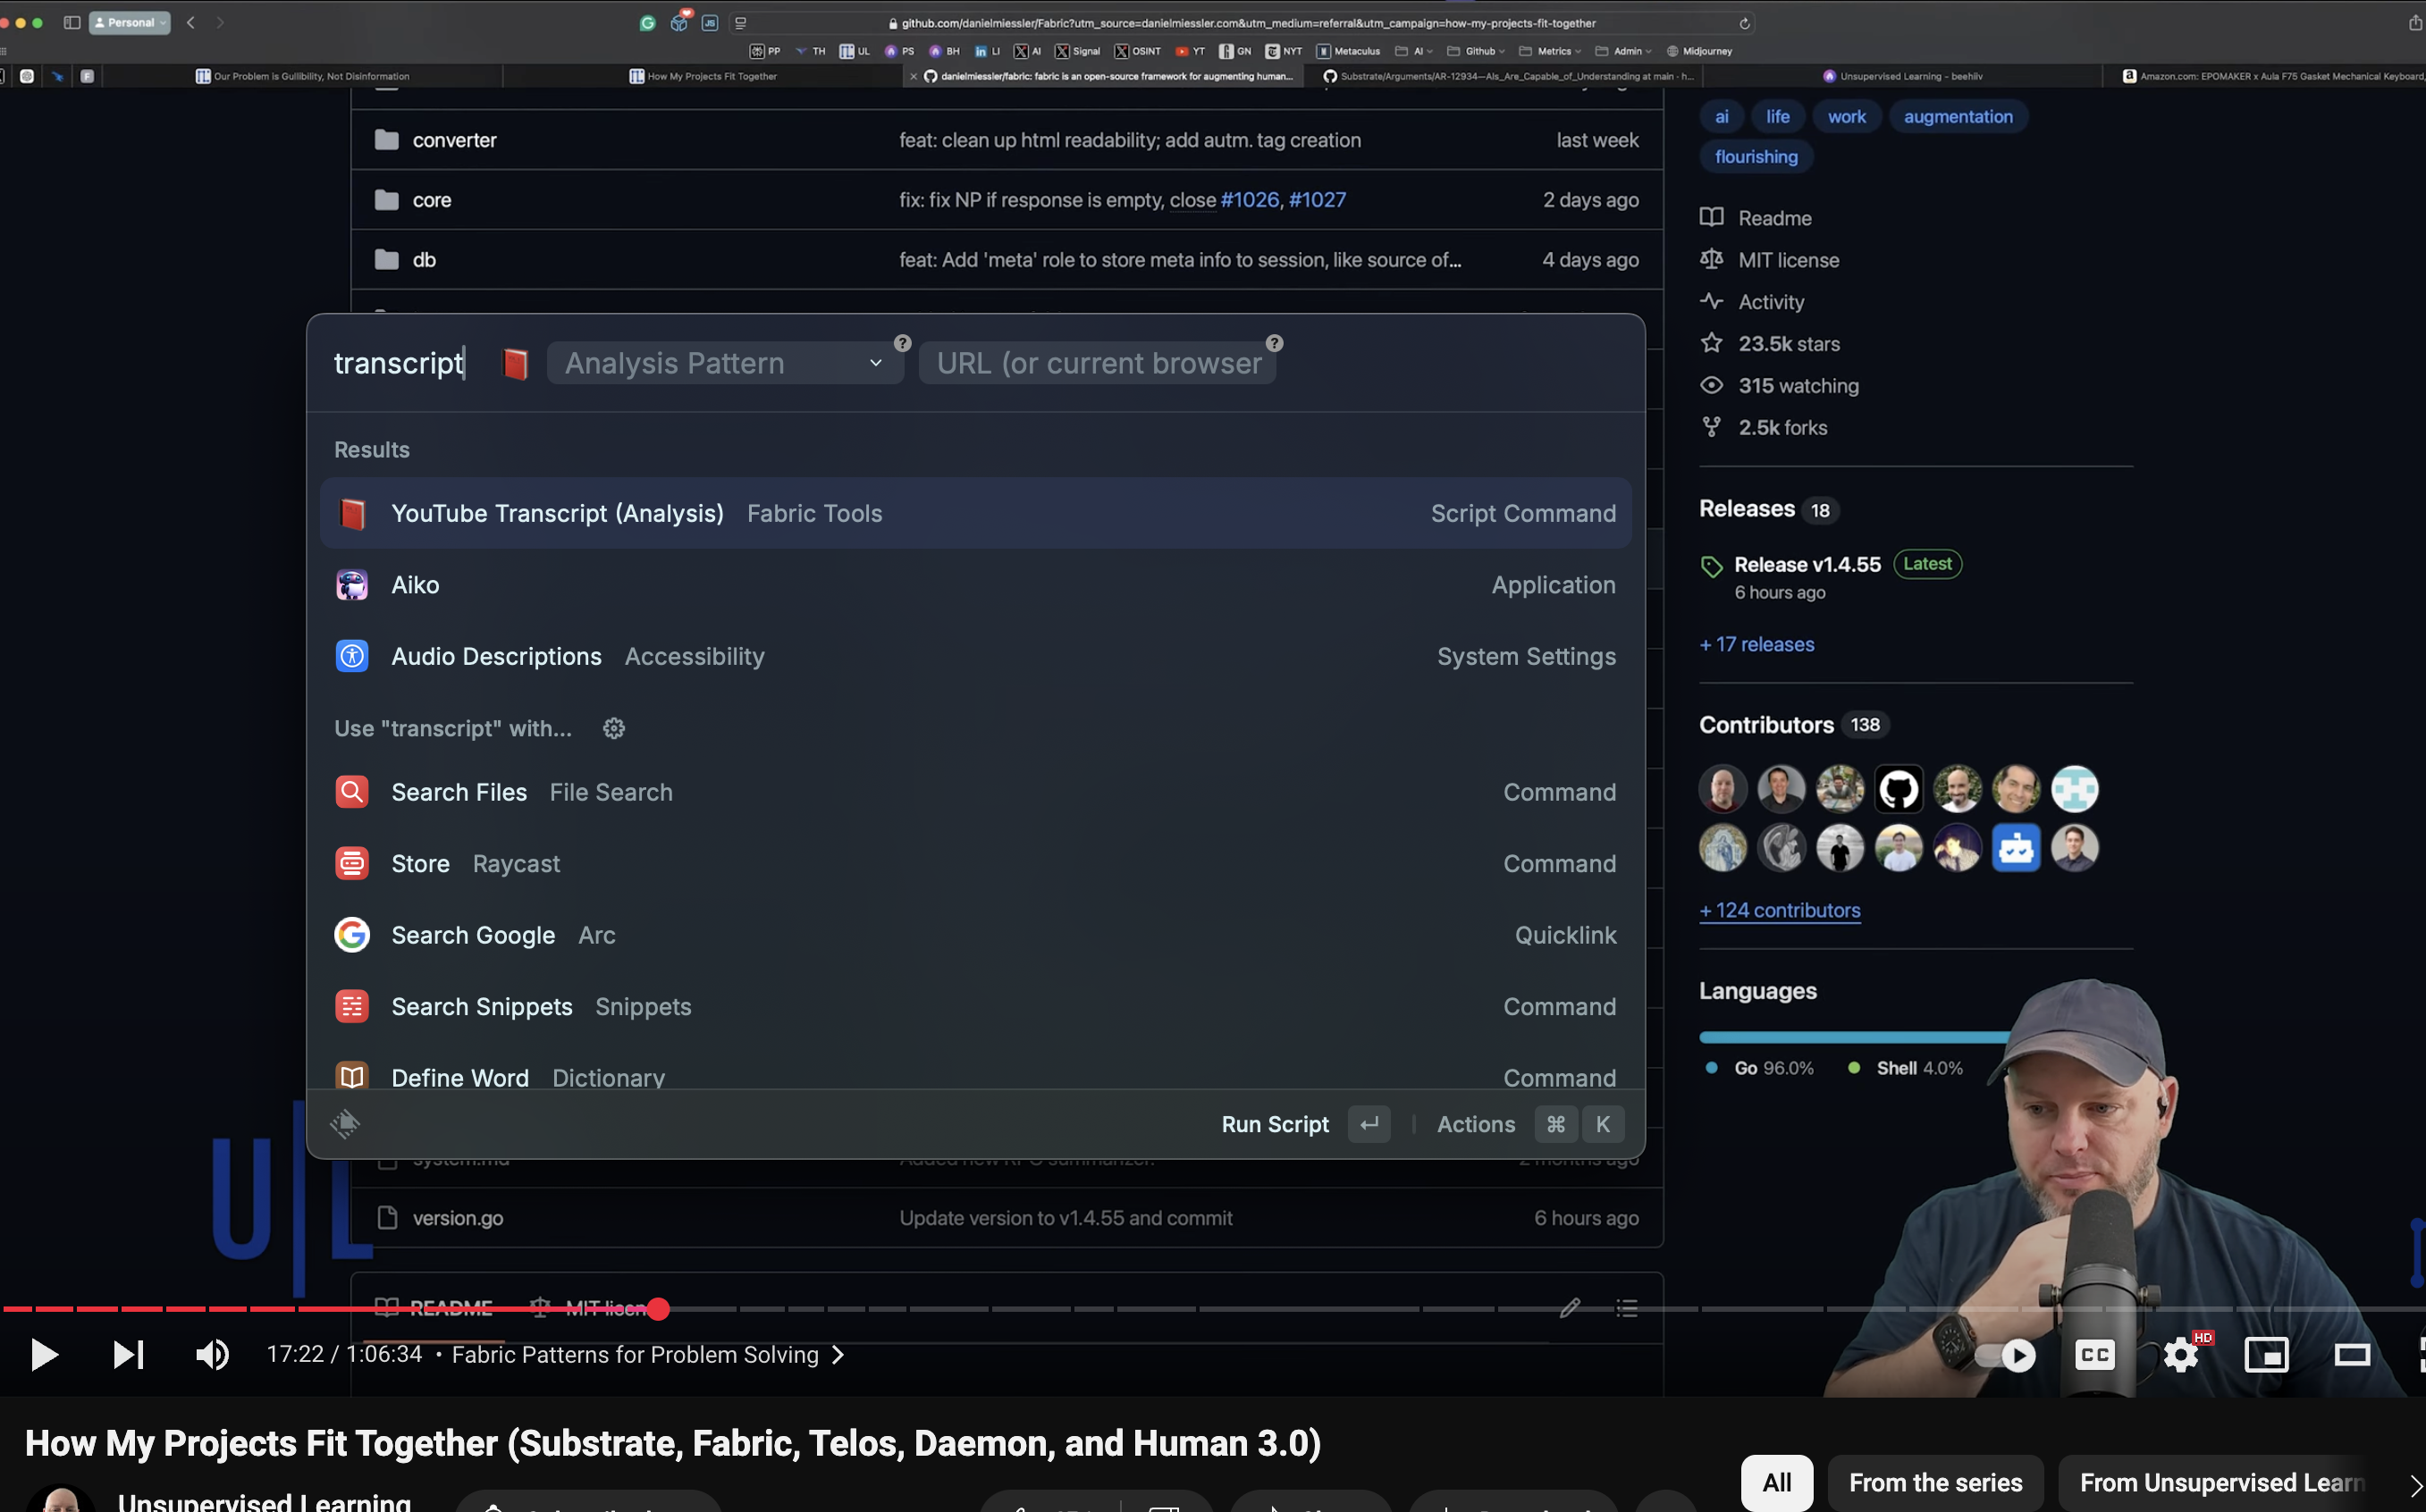 Personal
github.com/danielmiessler/Fabric?utm_source=danielmiessler.com&utm_medium=referral&utm_campaign=how-my-projects-fit-together
PP TH UL PS BH LI AI Signal OSINT YT GN NYT Metaculus AI Github Metrics Admin Midjourney
Our Problem is Gullibility, Not Disinformation
How My Projects Fit Together
danielmiessler/fabric: fabric is an open-source framework for augmenting human...
Substrate/Arguments/AR-12934—AIs_Are_Capable_of_Understanding at main · h...
Unsupervised Learning - beehiiv
Amazon.com: EPOMAKER x Aula F75 Gasket Mechanical Keyboard,
converter feat: clean up html readability; add autm. tag creation last week
core fix: fix NP if response is empty, close #1026, #1027 2 days ago
db feat: Add 'meta' role to store meta info to session, like source of... 4 days ago
transcript Analysis Pattern ? URL (or current browser ?
Results
YouTube Transcript (Analysis) Fabric Tools Script Command
Aiko Application
Audio Descriptions Accessibility System Settings
Use "transcript" with...
Search Files File Search Command
Store Raycast Command
Search Google Arc Quicklink
Search Snippets Snippets Command
Define Word Dictionary Command
Run Script Actions ⌘ K
system.md Added new RPG summarizer. 2 months ago
version.go Update version to v1.4.55 and commit 6 hours ago
README MIT licen
U|L
ai life work augmentation
flourishing
Readme
MIT license
Activity
23.5k stars
315 watching
2.5k forks
Releases 18
Release v1.4.55 Latest
6 hours ago
+ 17 releases
Contributors 138
+ 124 contributors
Languages
Go 96.0% Shell 4.0%
17:22 / 1:06:34 • Fabric Patterns for Problem Solving
CC HD
How My Projects Fit Together (Substrate, Fabric, Telos, Daemon, and Human 3.0)
Unsupervised Learning
All From the series From Unsupervised Learn